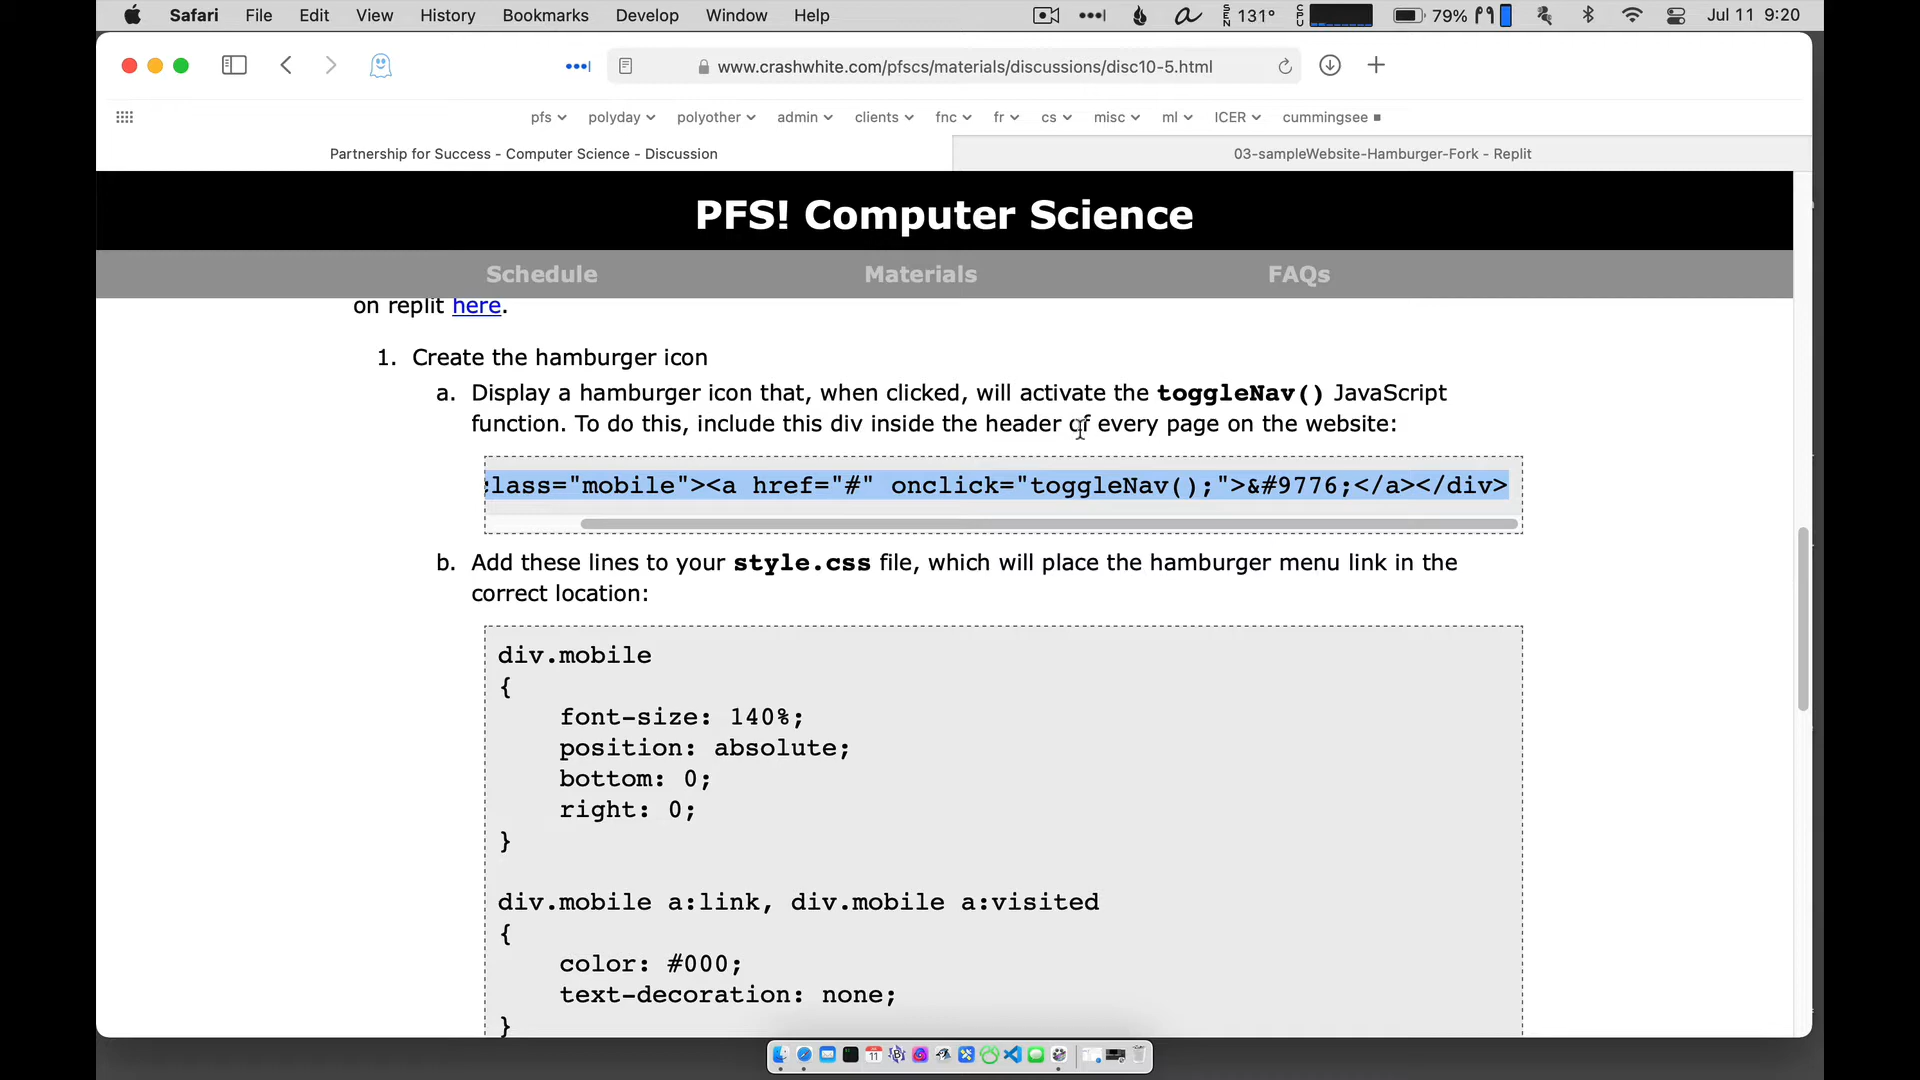 Safari File Edit View History Bookmarks Develop Window Help 131° 79% Jul 11 9:20
www.crashwhite.com/pfscs/materials/discussions/disc10-5.html
pfs polyday polyother admin clients fnc fr cs misc ml ICER cummingsee
Partnership for Success - Computer Science - Discussion
03-sampleWebsite-Hamburger-Fork - Replit
PFS! Computer Science
Schedule Materials FAQs
on replit here.
1. Create the hamburger icon
a. Display a hamburger icon that, when clicked, will activate the toggleNav() JavaScript
function. To do this, include this div inside the header of every page on the website:
lass="mobile"><a href="#" onclick="toggleNav();">&#9776;</a></div>
b. Add these lines to your style.css file, which will place the hamburger menu link in the
correct location:
div.mobile
{
font-size: 140%;
position: absolute;
bottom: 0;
right: 0;
}
div.mobile a:link, div.mobile a:visited
{
color: #000;
text-decoration: none;
}